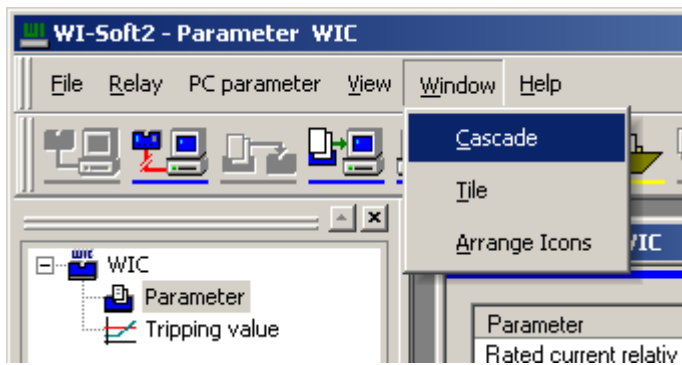 WI-Soft2 - Parameter WIC
File Relay PC parameter View Window Help
Cascade
Tile
Arrange Icons
WIC
WIC
Parameter
Tripping value
/IC
Parameter
Rated current relativ